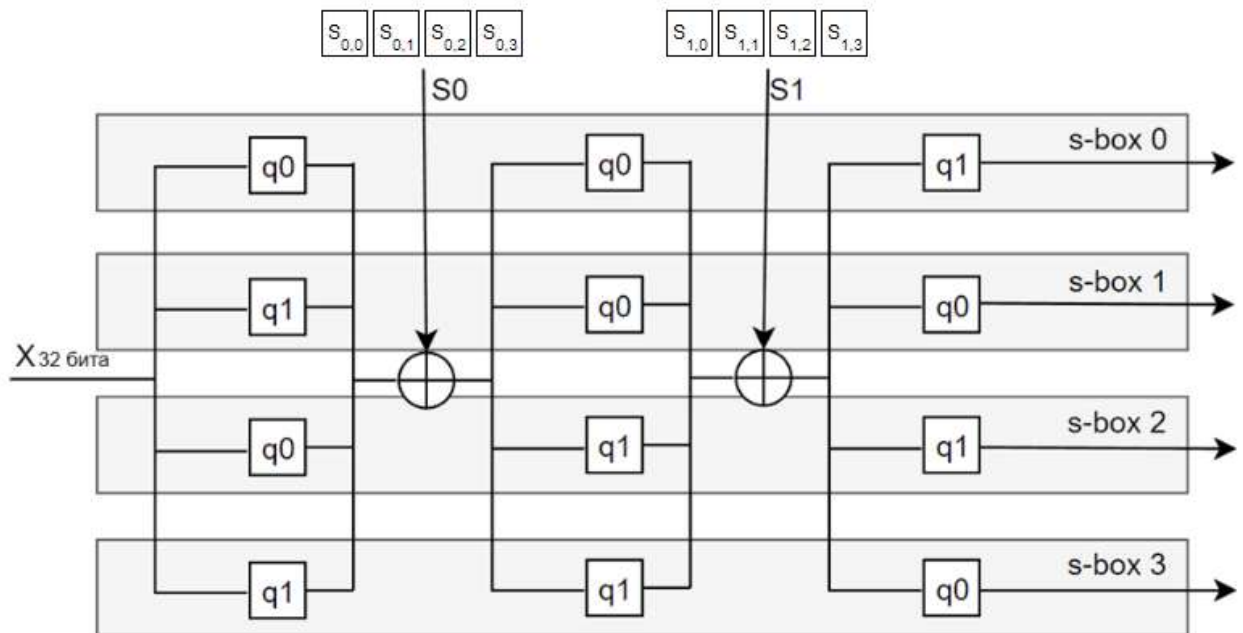 S0,0 S0,1 S0,2 S0,3 S1,0 S1,1 S1,2 S1,3
S0 S1
q0 q0 q1 s-box 0
q1 q0 q0 s-box 1
X 32 бита
q0 q1 q1 s-box 2
q1 q1 q0 s-box 3